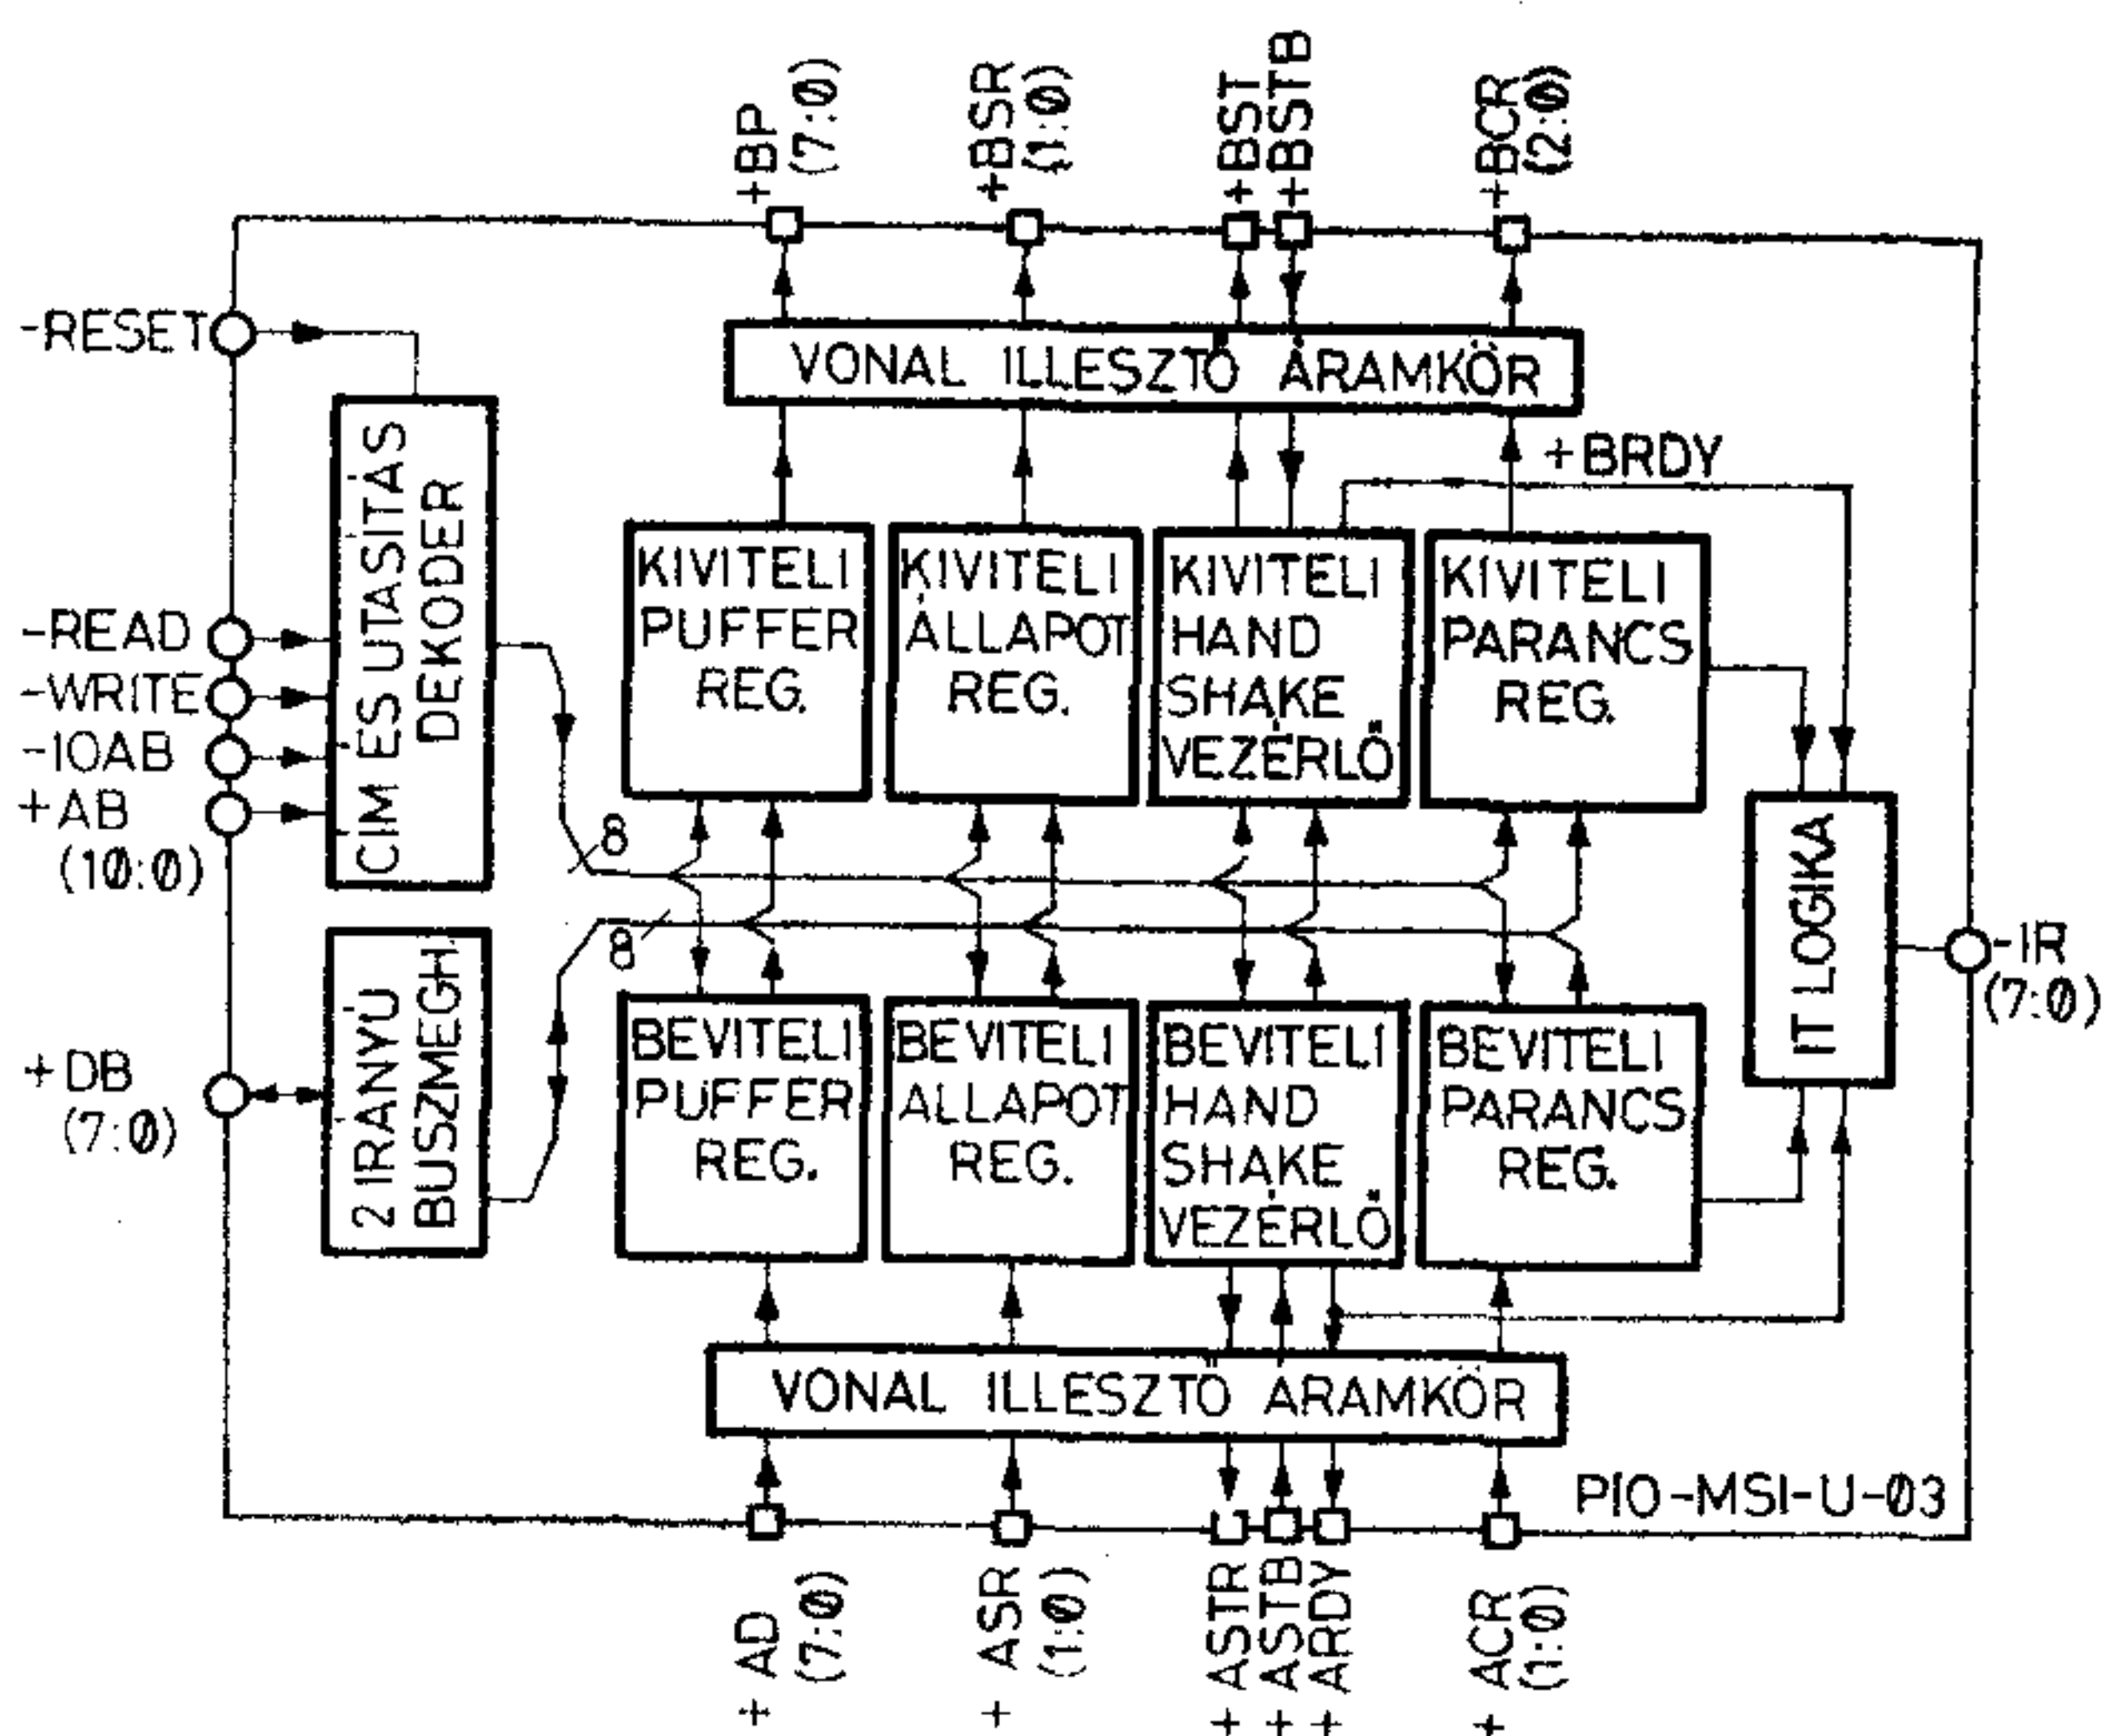 +BP
(7:0)
+BSR
(1:0)
+BST
+BSTB
+BCR
(2:0)
-RESET
-READ
-WRITE
-IOAB
+AB
(10:0)
+DB
(7:0)
CIM ES UTASÍTÁS
DEKODER
2 IRÁNYÚ
BUSZMEGH.
VONAL ILLESZTŐ ÁRAMKÖR
+BRDY
KIVITELI
PUFFER
REG.
KIVITELI
ÁLLAPOT
REG.
KIVITELI
HAND
SHAKE
VEZÉRLŐ
KIVITELI
PARANCS
REG.
8
8
BEVITELI
PUFFER
REG.
BEVITELI
ÁLLAPOT
REG.
BEVITELI
HAND
SHAKE
VEZÉRLŐ
BEVITELI
PARANCS
REG.
IT LOGIKA
-IR
(7:0)
VONAL ILLESZTŐ ÁRAMKÖR
PIO-MSI-U-03
+ AD
(7:0)
+ ASR
(1:0)
+ ASTR
+ ASTB
+ ARDY
+ ACR
(1:0)